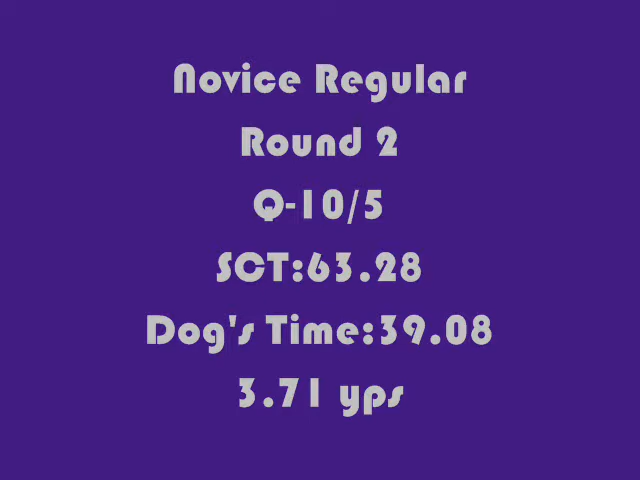 Novice Regular
Round 2
Q-10/5
SCT:63.28
Dog's Time:39.08
3.71 yps